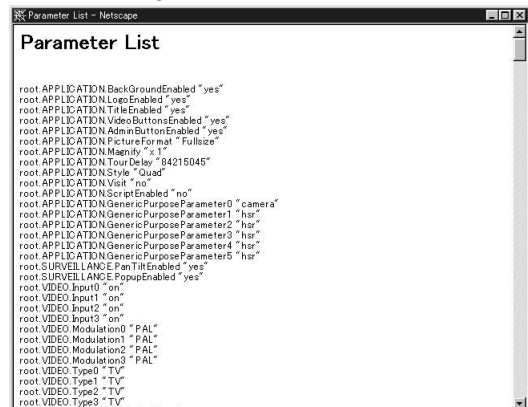 Parameter List - Netscape
Parameter List
root.APPLICATION.BackGroundEnabled "yes"
root.APPLICATION.LogoEnabled "yes"
root.APPLICATION.TitleEnabled "yes"
root.APPLICATION.VideoButtonsEnabled "yes"
root.APPLICATION.AdminButtonEnabled "yes"
root.APPLICATION.PictureFormat "Fullsize"
root.APPLICATION.Magnify "x 1"
root.APPLICATION.TourDelay "84215045"
root.APPLICATION.Style "Quad"
root.APPLICATION.Visit "no"
root.APPLICATION.ScriptEnabled "no"
root.APPLICATION.GenericPurposeParameter0 "camera"
root.APPLICATION.GenericPurposeParameter1 "hsr"
root.APPLICATION.GenericPurposeParameter2 "hsr"
root.APPLICATION.GenericPurposeParameter3 "hsr"
root.APPLICATION.GenericPurposeParameter4 "hsr"
root.APPLICATION.GenericPurposeParameter5 "hsr"
root.SURVEILLANCE.PanTiltEnabled "yes"
root.SURVEILLANCE.PopupEnabled "yes"
root.VIDEO.Input0 "on"
root.VIDEO.Input1 "on"
root.VIDEO.Input2 "on"
root.VIDEO.Input3 "on"
root.VIDEO.Modulation0 "PAL"
root.VIDEO.Modulation1 "PAL"
root.VIDEO.Modulation2 "PAL"
root.VIDEO.Modulation3 "PAL"
root.VIDEO.Type0 "TV"
root.VIDEO.Type1 "TV"
root.VIDEO.Type2 "TV"
root.VIDEO.Type3 "TV"